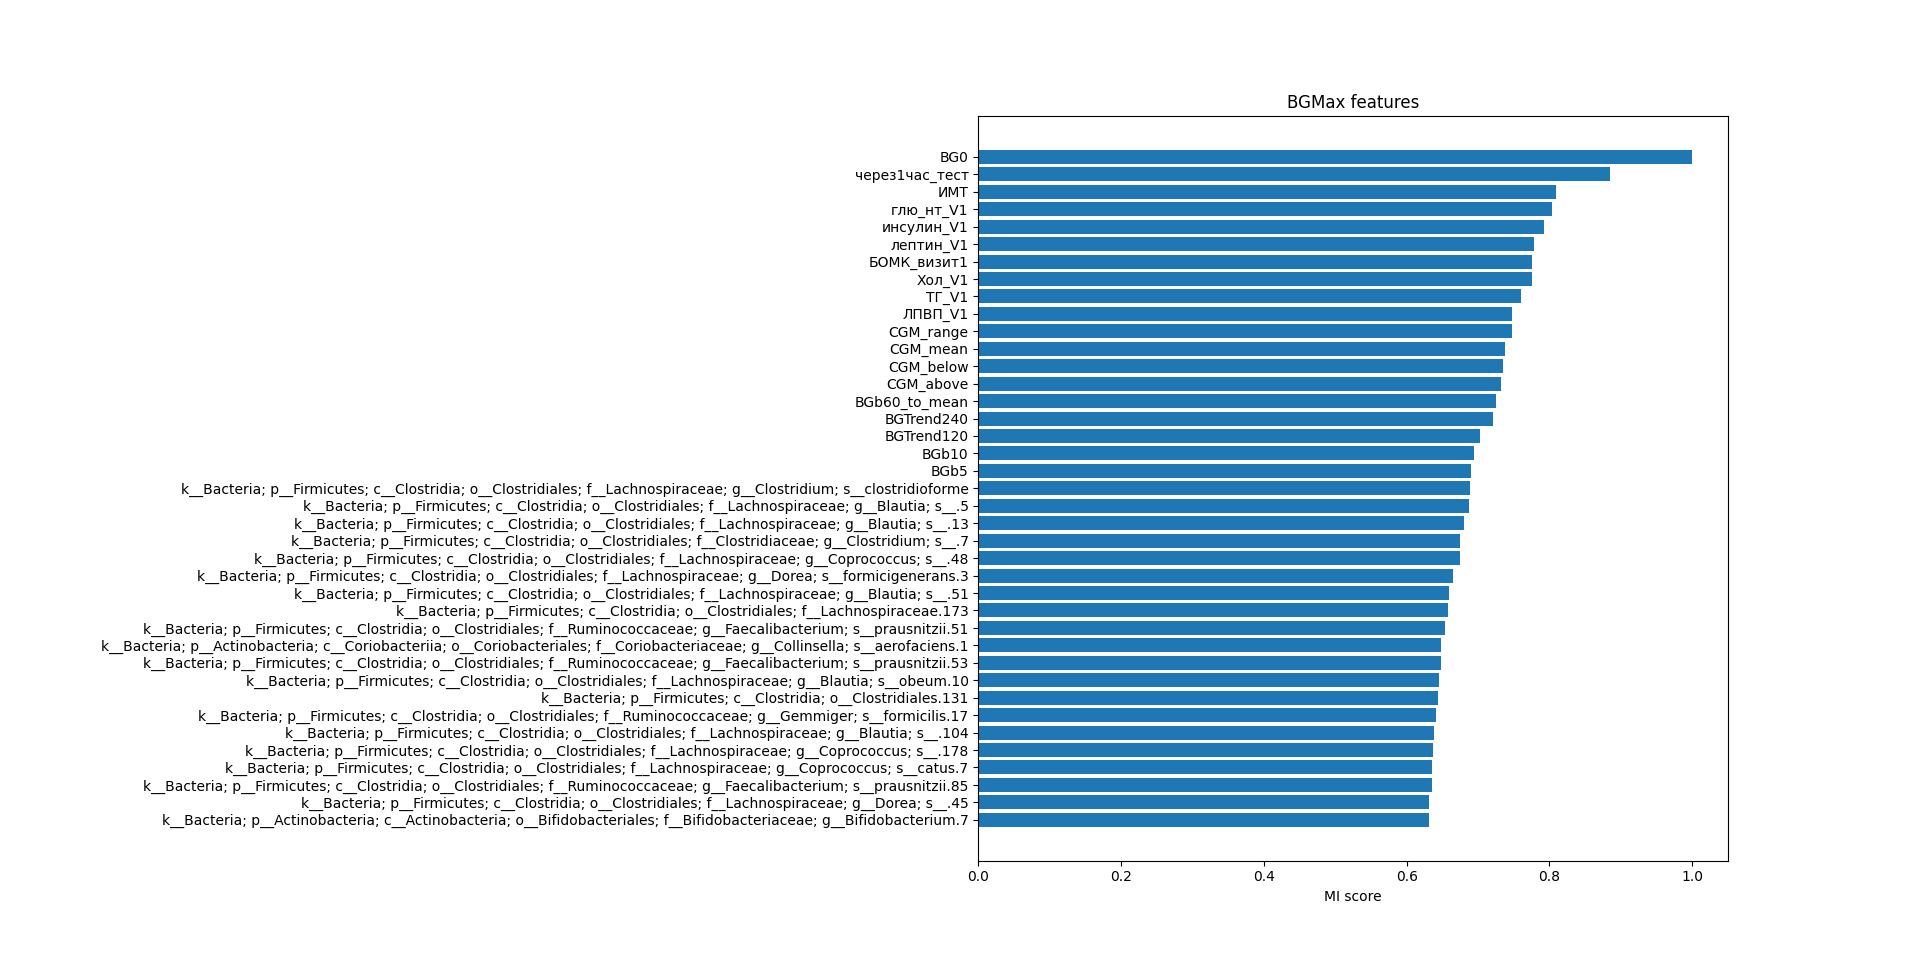 BGMax features
BG0
через1час_тест
ИМТ
глю_нт_V1
инсулин_V1
лептин_V1
БОМК_визит1
Хол_V1
ТГ_V1
ЛПВП_V1
CGM_range
CGM_mean
CGM_below
CGM_above
BGb60_to_mean
BGTrend240
BGTrend120
BGb10
BGb5
k__Bacteria; p__Firmicutes; c__Clostridia; o__Clostridiales; f__Lachnospiraceae; g__Clostridium; s__clostridioforme
k__Bacteria; p__Firmicutes; c__Clostridia; o__Clostridiales; f__Lachnospiraceae; g__Blautia; s__.5
k__Bacteria; p__Firmicutes; c__Clostridia; o__Clostridiales; f__Lachnospiraceae; g__Blautia; s__.13
k__Bacteria; p__Firmicutes; c__Clostridia; o__Clostridiales; f__Clostridiaceae; g__Clostridium; s__.7
k__Bacteria; p__Firmicutes; c__Clostridia; o__Clostridiales; f__Lachnospiraceae; g__Coprococcus; s__.48
k__Bacteria; p__Firmicutes; c__Clostridia; o__Clostridiales; f__Lachnospiraceae; g__Dorea; s__formicigenerans.3
k__Bacteria; p__Firmicutes; c__Clostridia; o__Clostridiales; f__Lachnospiraceae; g__Blautia; s__.51
k__Bacteria; p__Firmicutes; c__Clostridia; o__Clostridiales; f__Lachnospiraceae.173
k__Bacteria; p__Firmicutes; c__Clostridia; o__Clostridiales; f__Ruminococcaceae; g__Faecalibacterium; s__prausnitzii.51
k__Bacteria; p__Actinobacteria; c__Coriobacteriia; o__Coriobacteriales; f__Coriobacteriaceae; g__Collinsella; s__aerofaciens.1
k__Bacteria; p__Firmicutes; c__Clostridia; o__Clostridiales; f__Ruminococcaceae; g__Faecalibacterium; s__prausnitzii.53
k__Bacteria; p__Firmicutes; c__Clostridia; o__Clostridiales; f__Lachnospiraceae; g__Blautia; s__obeum.10
k__Bacteria; p__Firmicutes; c__Clostridia; o__Clostridiales.131
k__Bacteria; p__Firmicutes; c__Clostridia; o__Clostridiales; f__Ruminococcaceae; g__Gemmiger; s__formicilis.17
k__Bacteria; p__Firmicutes; c__Clostridia; o__Clostridiales; f__Lachnospiraceae; g__Blautia; s__.104
k__Bacteria; p__Firmicutes; c__Clostridia; o__Clostridiales; f__Lachnospiraceae; g__Coprococcus; s__.178
k__Bacteria; p__Firmicutes; c__Clostridia; o__Clostridiales; f__Lachnospiraceae; g__Coprococcus; s__catus.7
k__Bacteria; p__Firmicutes; c__Clostridia; o__Clostridiales; f__Ruminococcaceae; g__Faecalibacterium; s__prausnitzii.85
k__Bacteria; p__Firmicutes; c__Clostridia; o__Clostridiales; f__Lachnospiraceae; g__Dorea; s__.45
k__Bacteria; p__Actinobacteria; c__Actinobacteria; o__Bifidobacteriales; f__Bifidobacteriaceae; g__Bifidobacterium.7
0.0 0.2 0.4 0.6 0.8 1.0
MI score